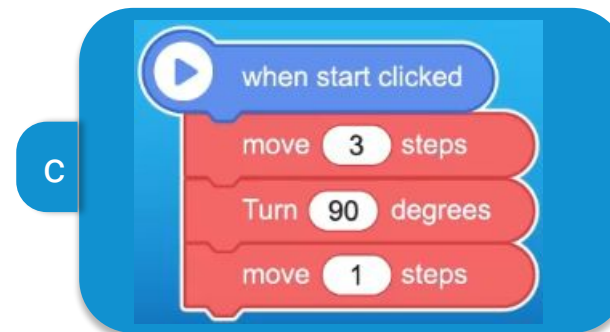 when start clicked
move 3 steps
C
Turn 90 degrees
move 1 steps